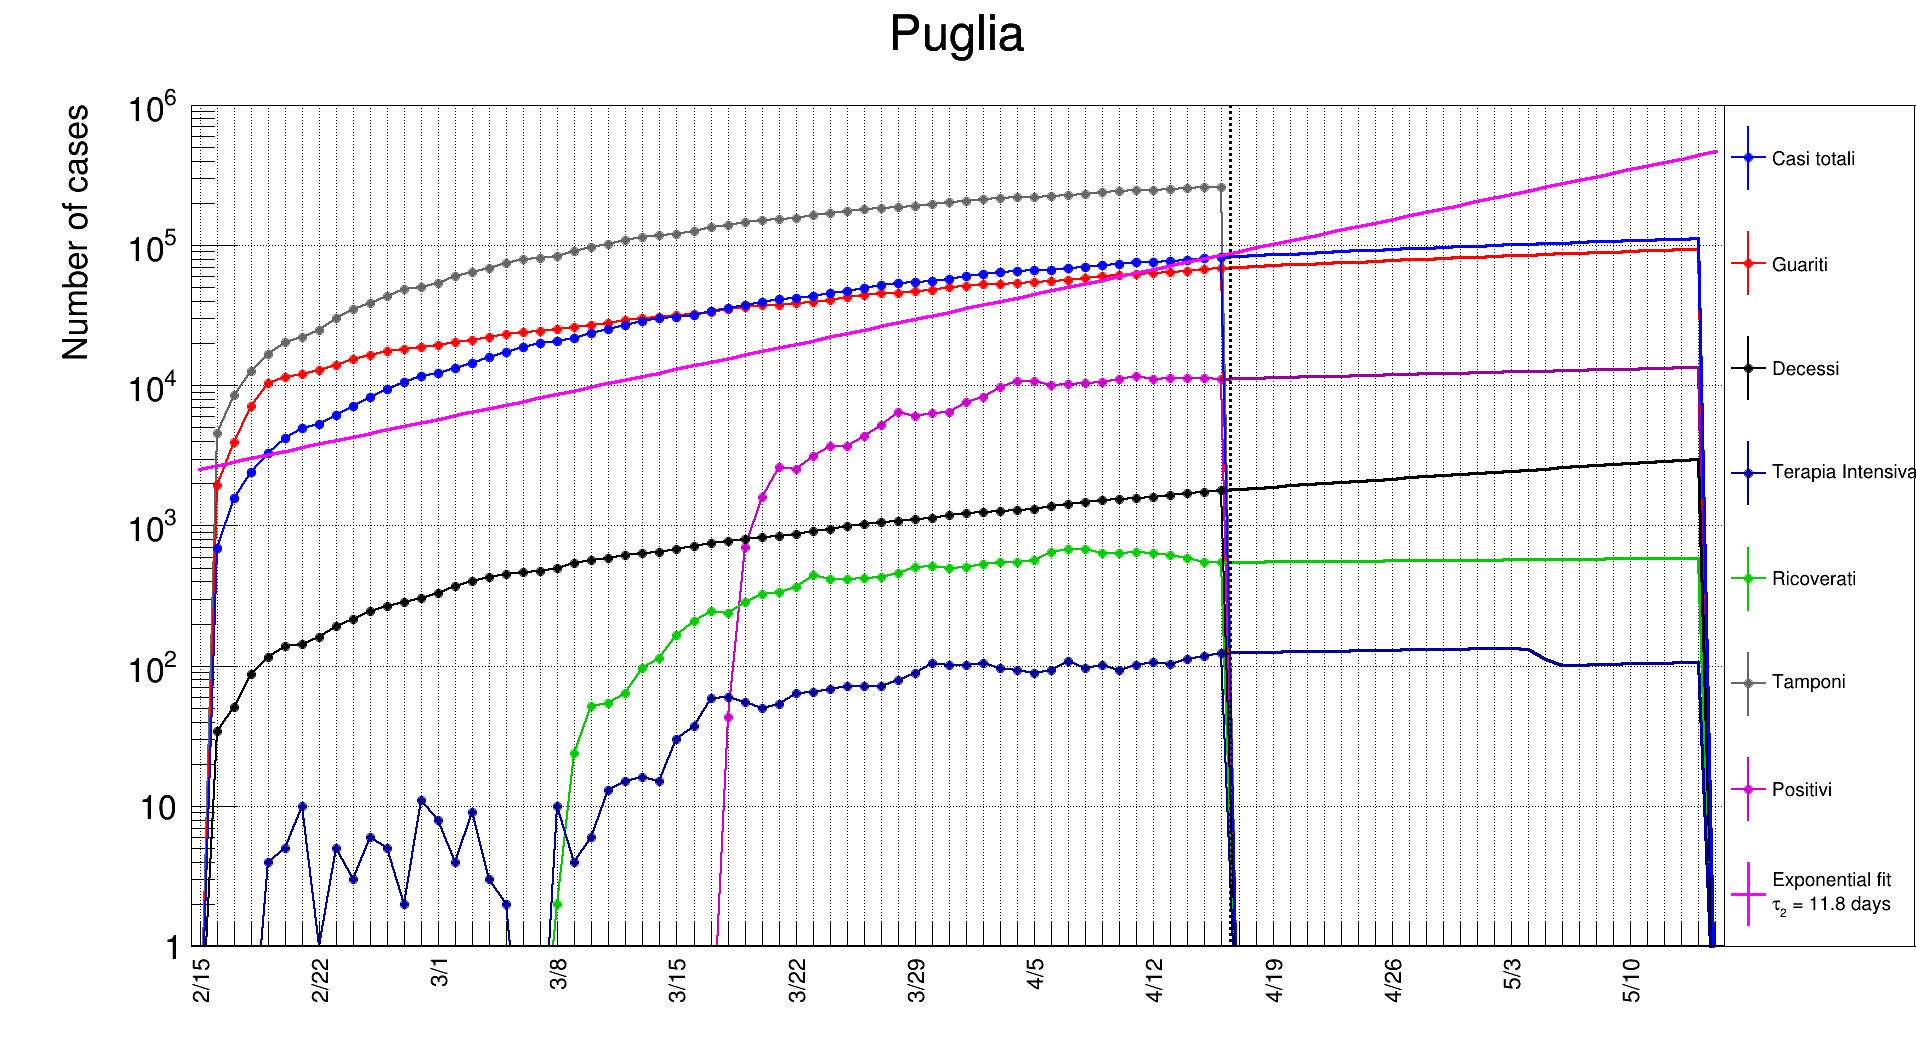 Puglia
Number of cases
10^6
10^5
10^4
10^3
10^2
10
1
2/15
2/22
3/1
3/8
3/15
3/22
3/29
4/5
4/12
4/19
4/26
5/3
5/10
Casi totali
Guariti
Decessi
Terapia Intensiva
Ricoverati
Tamponi
Positivi
Exponential fit
τ_2 = 11.8 days